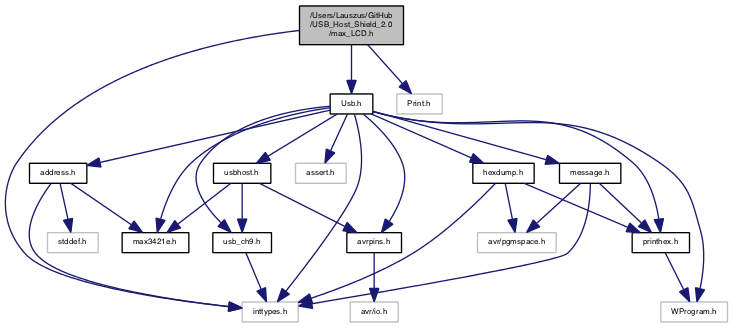 /Users/Lauszus/GitHub
/USB_Host_Shield_2.0
/max_LCD.h
Usb.h
Print.h
address.h
usbhost.h
assert.h
hexdump.h
message.h
stddef.h
max3421e.h
usb_ch9.h
avrpins.h
avr/pgmspace.h
printhex.h
inttypes.h
avr/io.h
WProgram.h